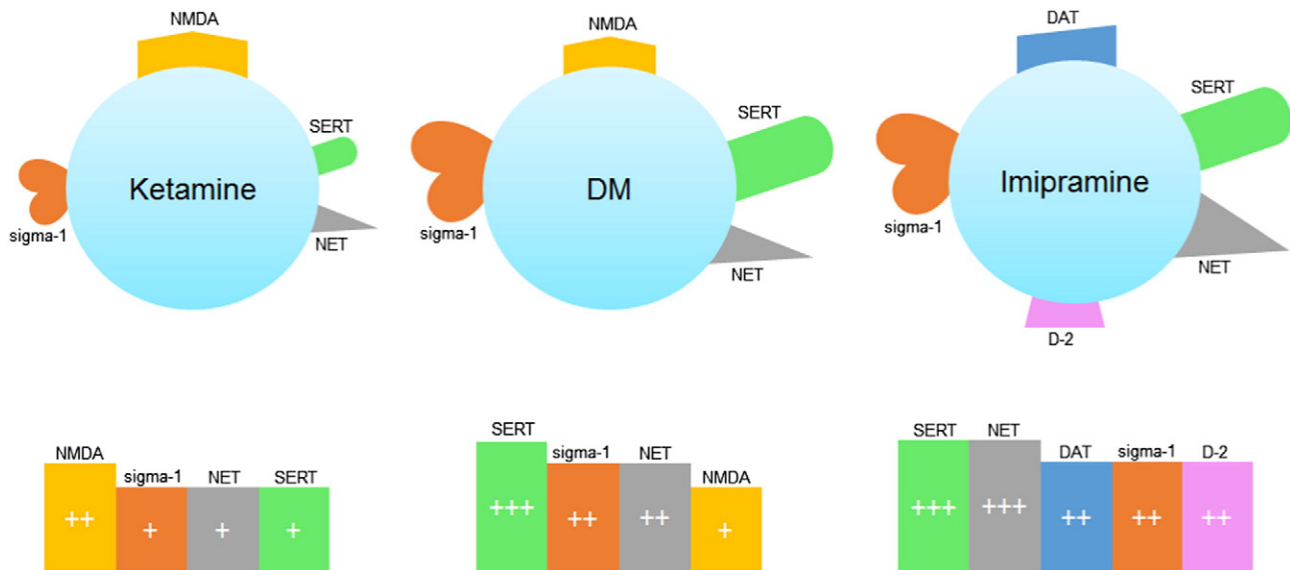 NMDA
SERT
Ketamine
sigma-1
NET
NMDA
SERT
DM
sigma-1
NET
DAT
SERT
Imipramine
sigma-1
NET
D-2
NMDA
sigma-1
NET
SERT
++
+
+
+
SERT
sigma-1
NET
NMDA
+++
++
++
+
SERT
NET
DAT
sigma-1
D-2
+++
+++
++
++
++